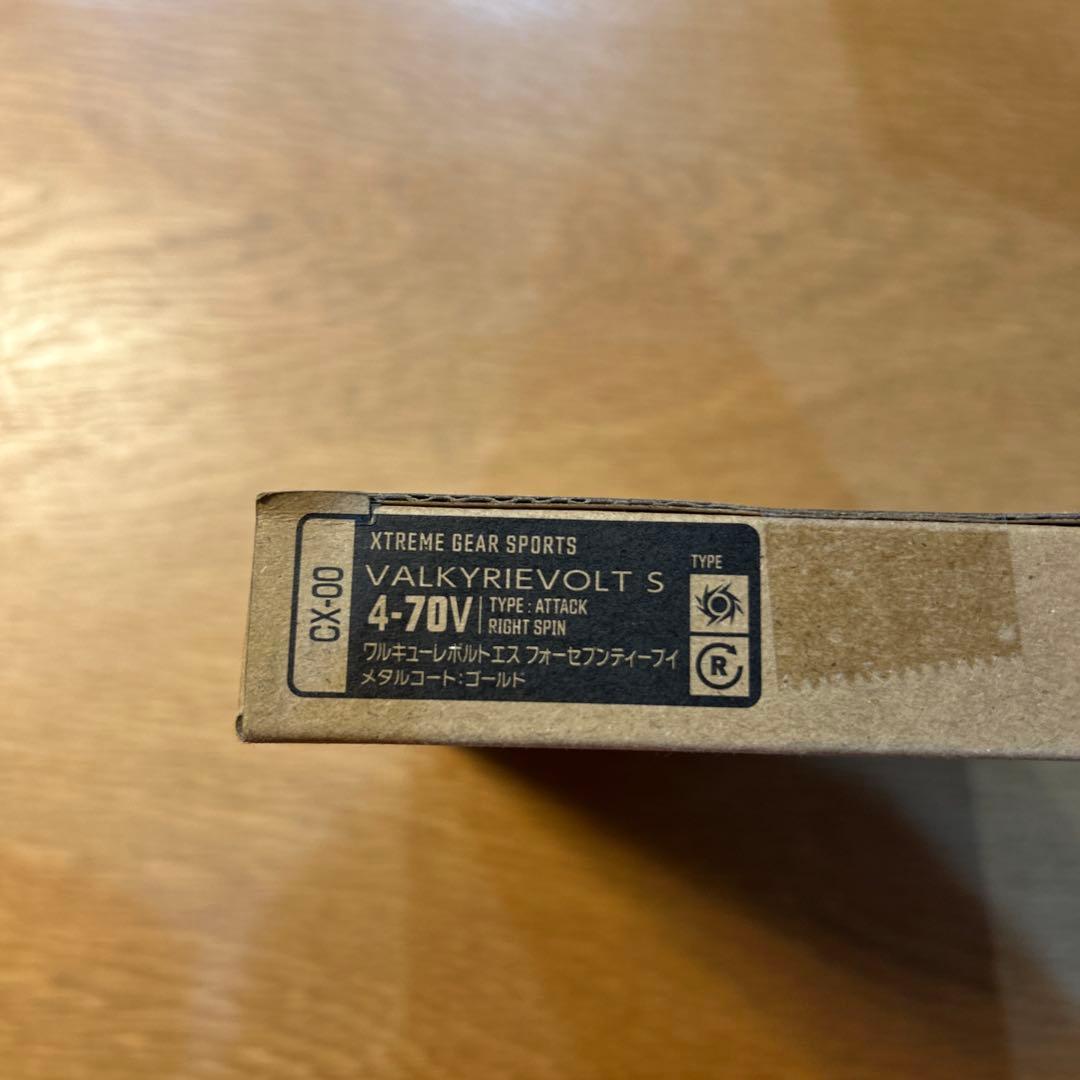 CX-00
XTREME GEAR SPORTS
VALKYRIEVOLT S
4-70V
TYPE : ATTACK
RIGHT SPIN
ワルキューレボルトエス フォーセブンティーブイ
メタルコート:ゴールド
TYPE
R